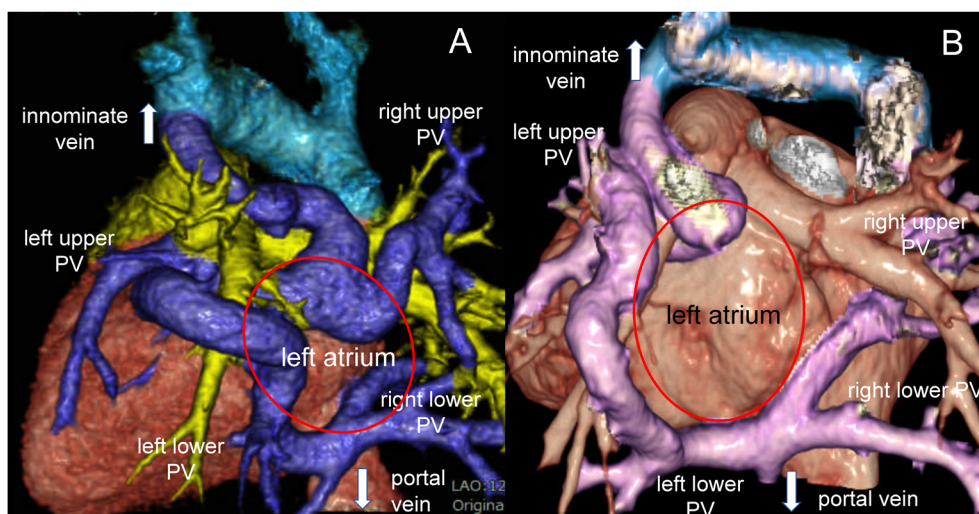 A
innominate
vein
right upper
PV
left upper
PV
left atrium
right lower
PV
left lower
PV
portal
vein
LAO:12
Origina
B
innominate
vein
left upper
PV
right upper
PV
left atrium
right lower PV
left lower
PV
portal vein